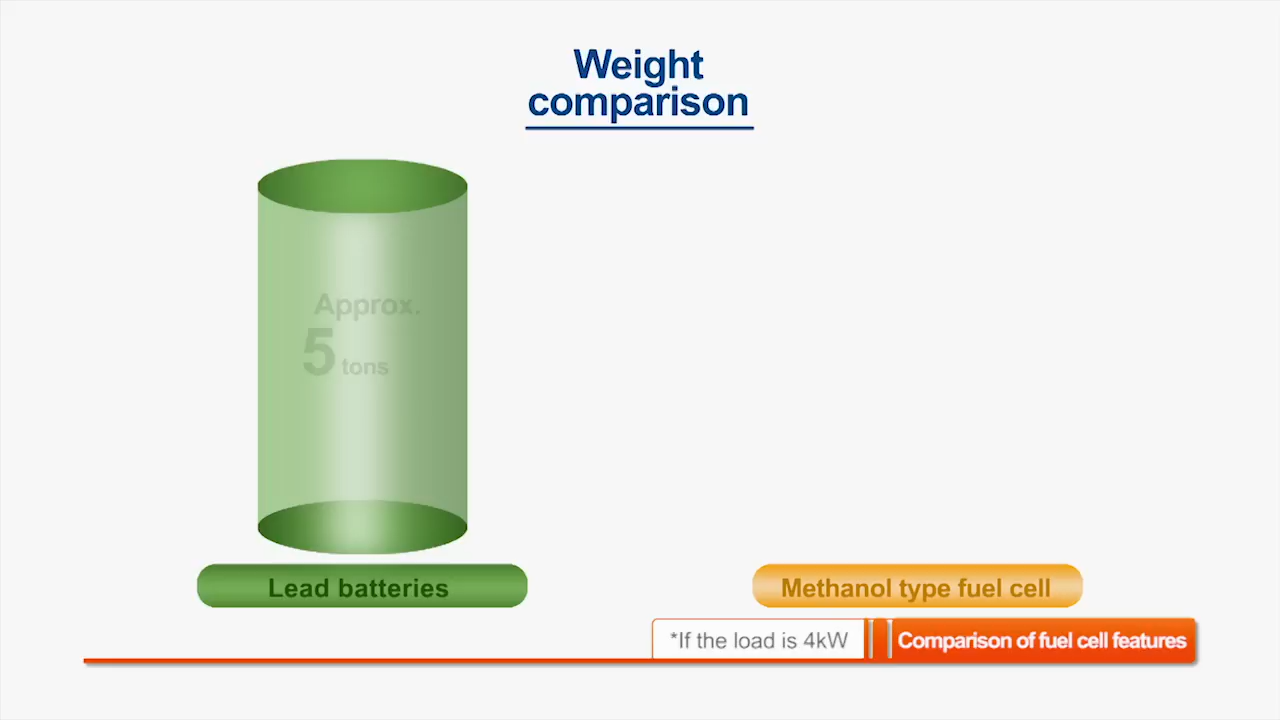 Weight
comparison
Approx.
5 tons
Lead batteries
Methanol type fuel cell
*If the load is 4kW
Comparison of fuel cell features